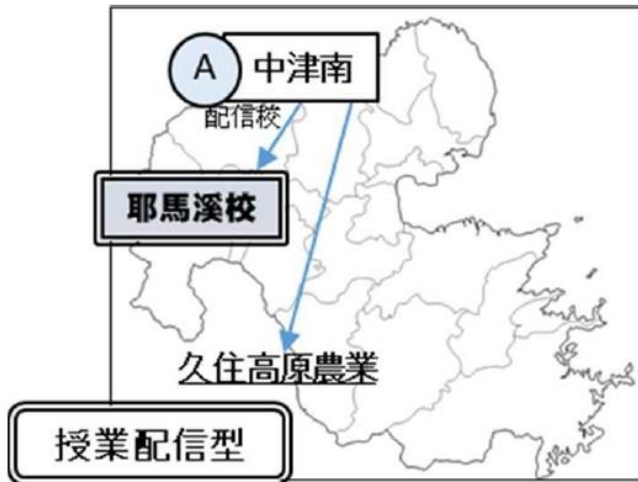 A
中津南
配信校
耶馬溪校
久住高原農業
授業配信型